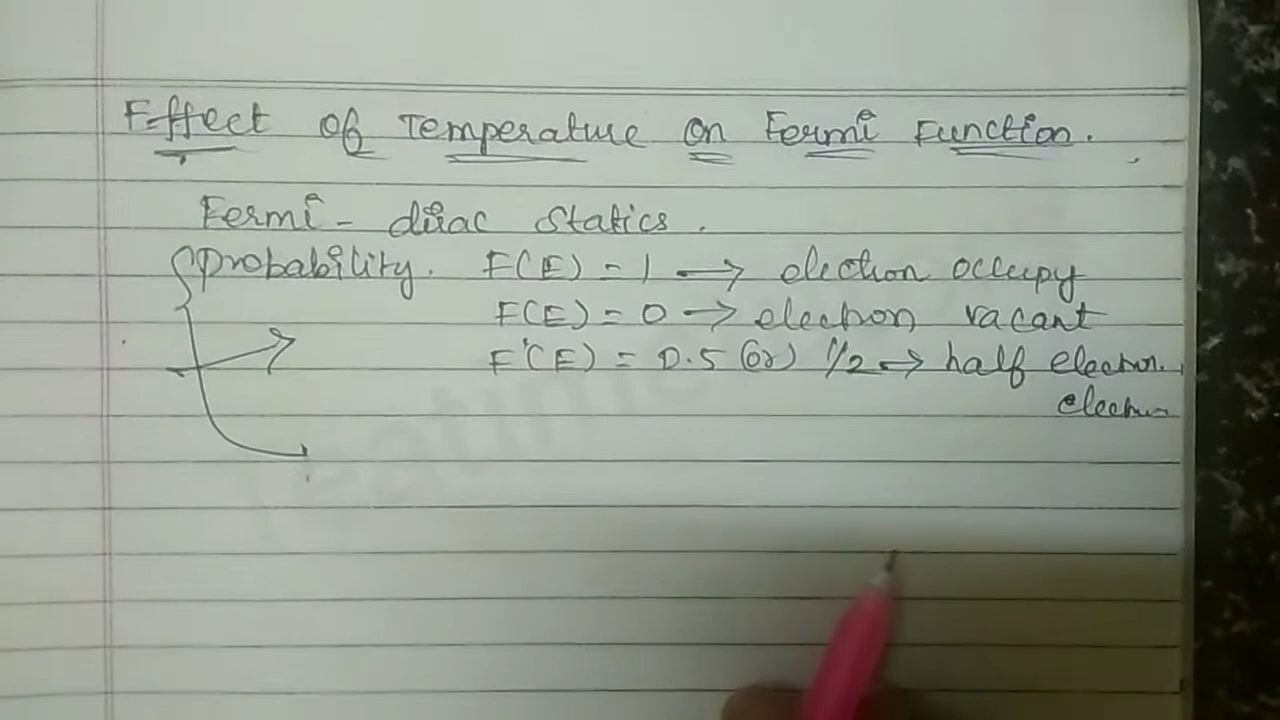 Effect of Temperature on Fermi Function.
Fermi - dirac statics.
Probability. F(E) = 1 → electron occupy
F(E) = 0 → electron vacant
F(E) = 0.5 (or) 1/2 → half electron.
electron